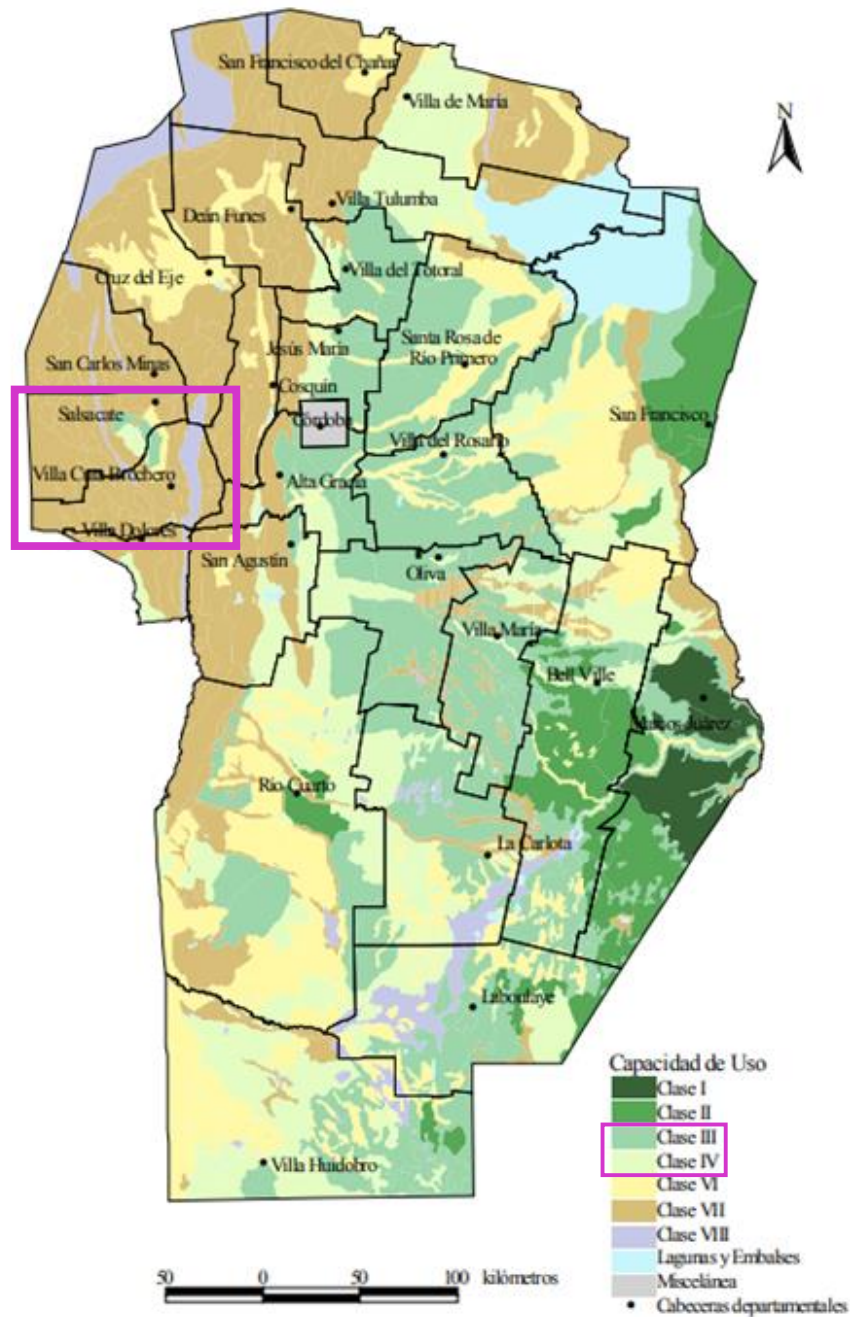 San Francisco del Chañar
Villa de María
N
Villa Tulumba
Deán Funes
Cruz del Eje
Villa del Totoral
Jesús María
Santa Rosa de
Río Primero
San Carlos Minas
Cosquín
Salsacate
Córdoba
San Francisco
Villa del Rosario
Villa Cura Brochero
Alta Gracia
Villa Dolores
San Agustín
Oliva
Villa María
Bell Ville
Marcos Juárez
Río Cuarto
La Carlota
Laboulaye
Villa Huidobro
Capacidad de Uso
Clase I
Clase II
Clase III
Clase IV
Clase VI
Clase VII
Clase VIII
Lagunas y Embalses
Miscelánea
Cabeceras departamentales
50 0 50 100 kilómetros